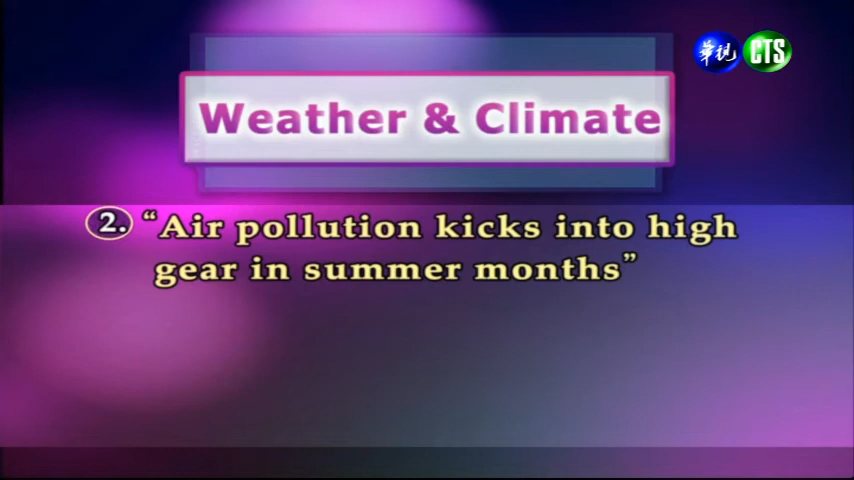 華視 CTS
Weather & Climate
2. “Air pollution kicks into high
gear in summer months”